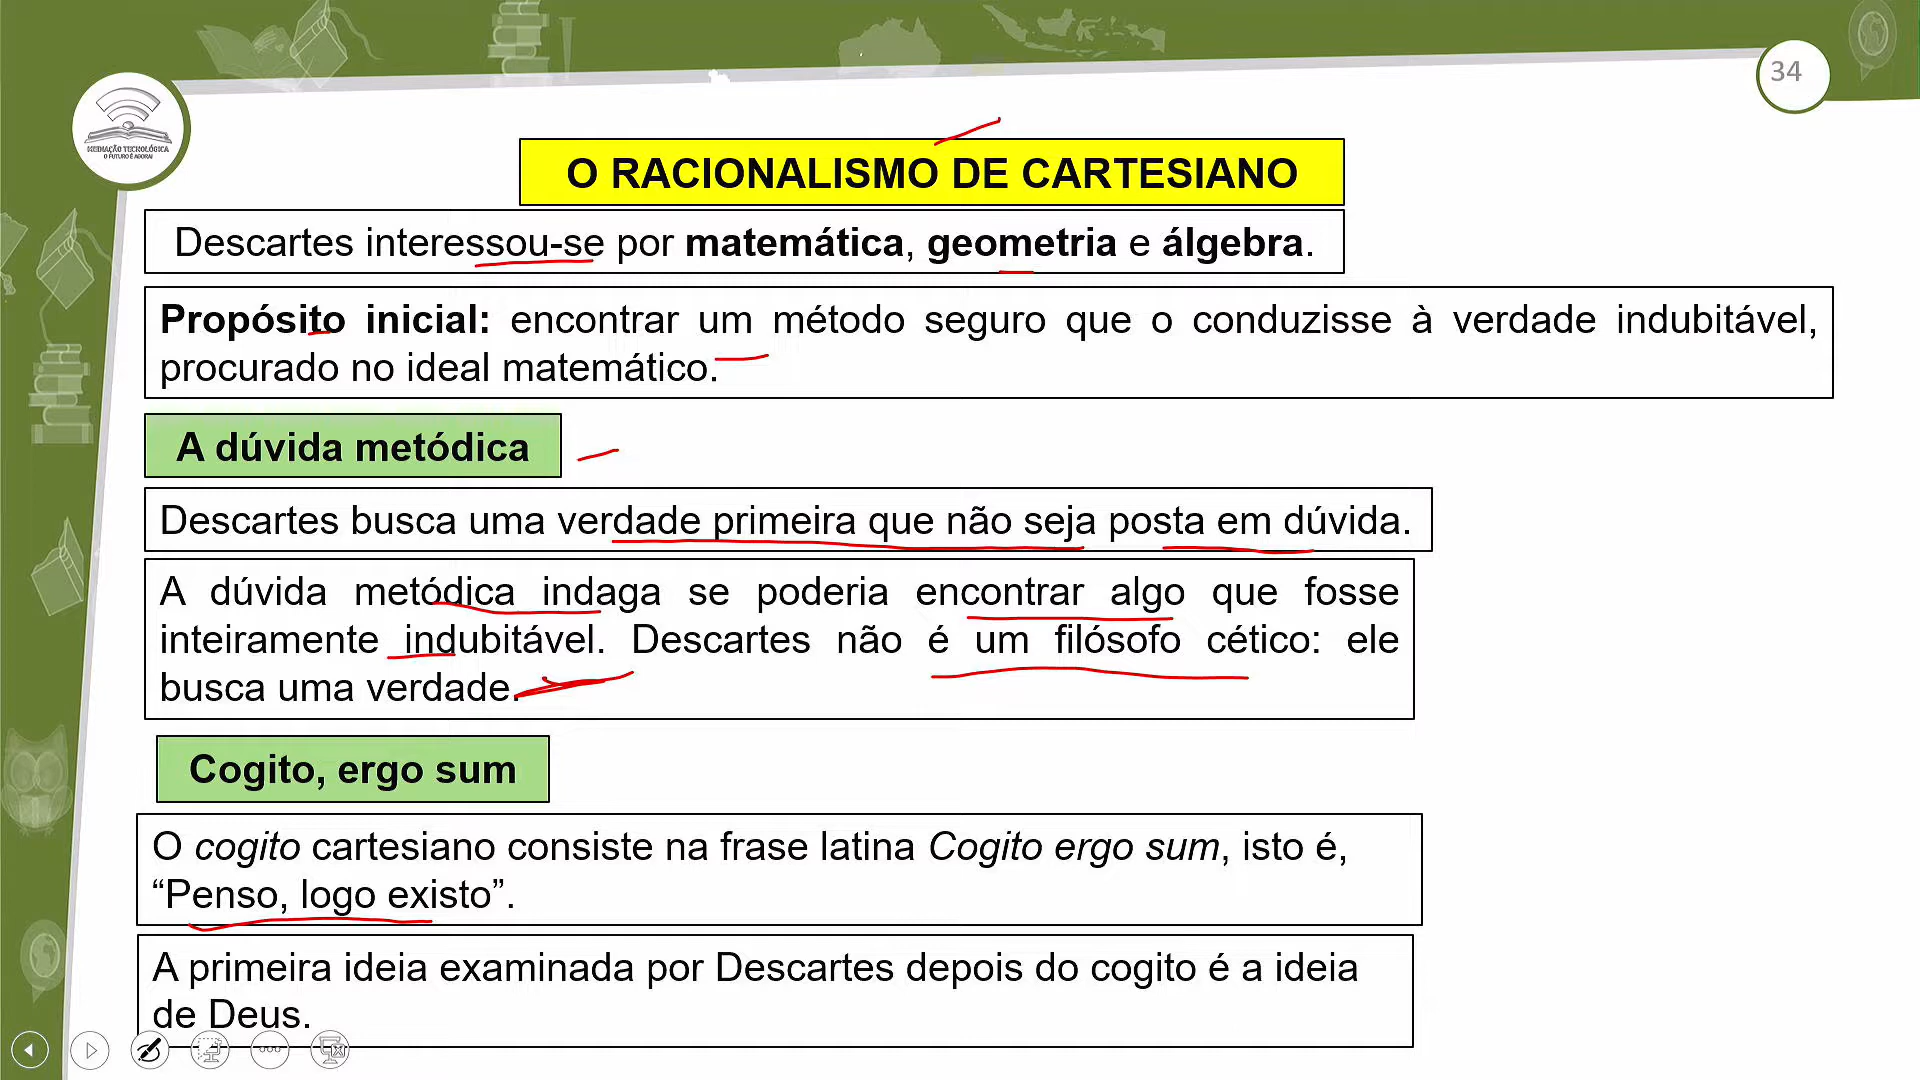 34
MEDIAÇÃO TECNOLÓGICA
O FUTURO É AGORA!
O RACIONALISMO DE CARTESIANO
Descartes interessou-se por matemática, geometria e álgebra.
Propósito inicial: encontrar um método seguro que o conduzisse à verdade indubitável,
procurado no ideal matemático.
A dúvida metódica
Descartes busca uma verdade primeira que não seja posta em dúvida.
A dúvida metódica indaga se poderia encontrar algo que fosse
inteiramente indubitável. Descartes não é um filósofo cético: ele
busca uma verdade.
Cogito, ergo sum
O cogito cartesiano consiste na frase latina Cogito ergo sum, isto é,
“Penso, logo existo”.
A primeira ideia examinada por Descartes depois do cogito é a ideia
de Deus.